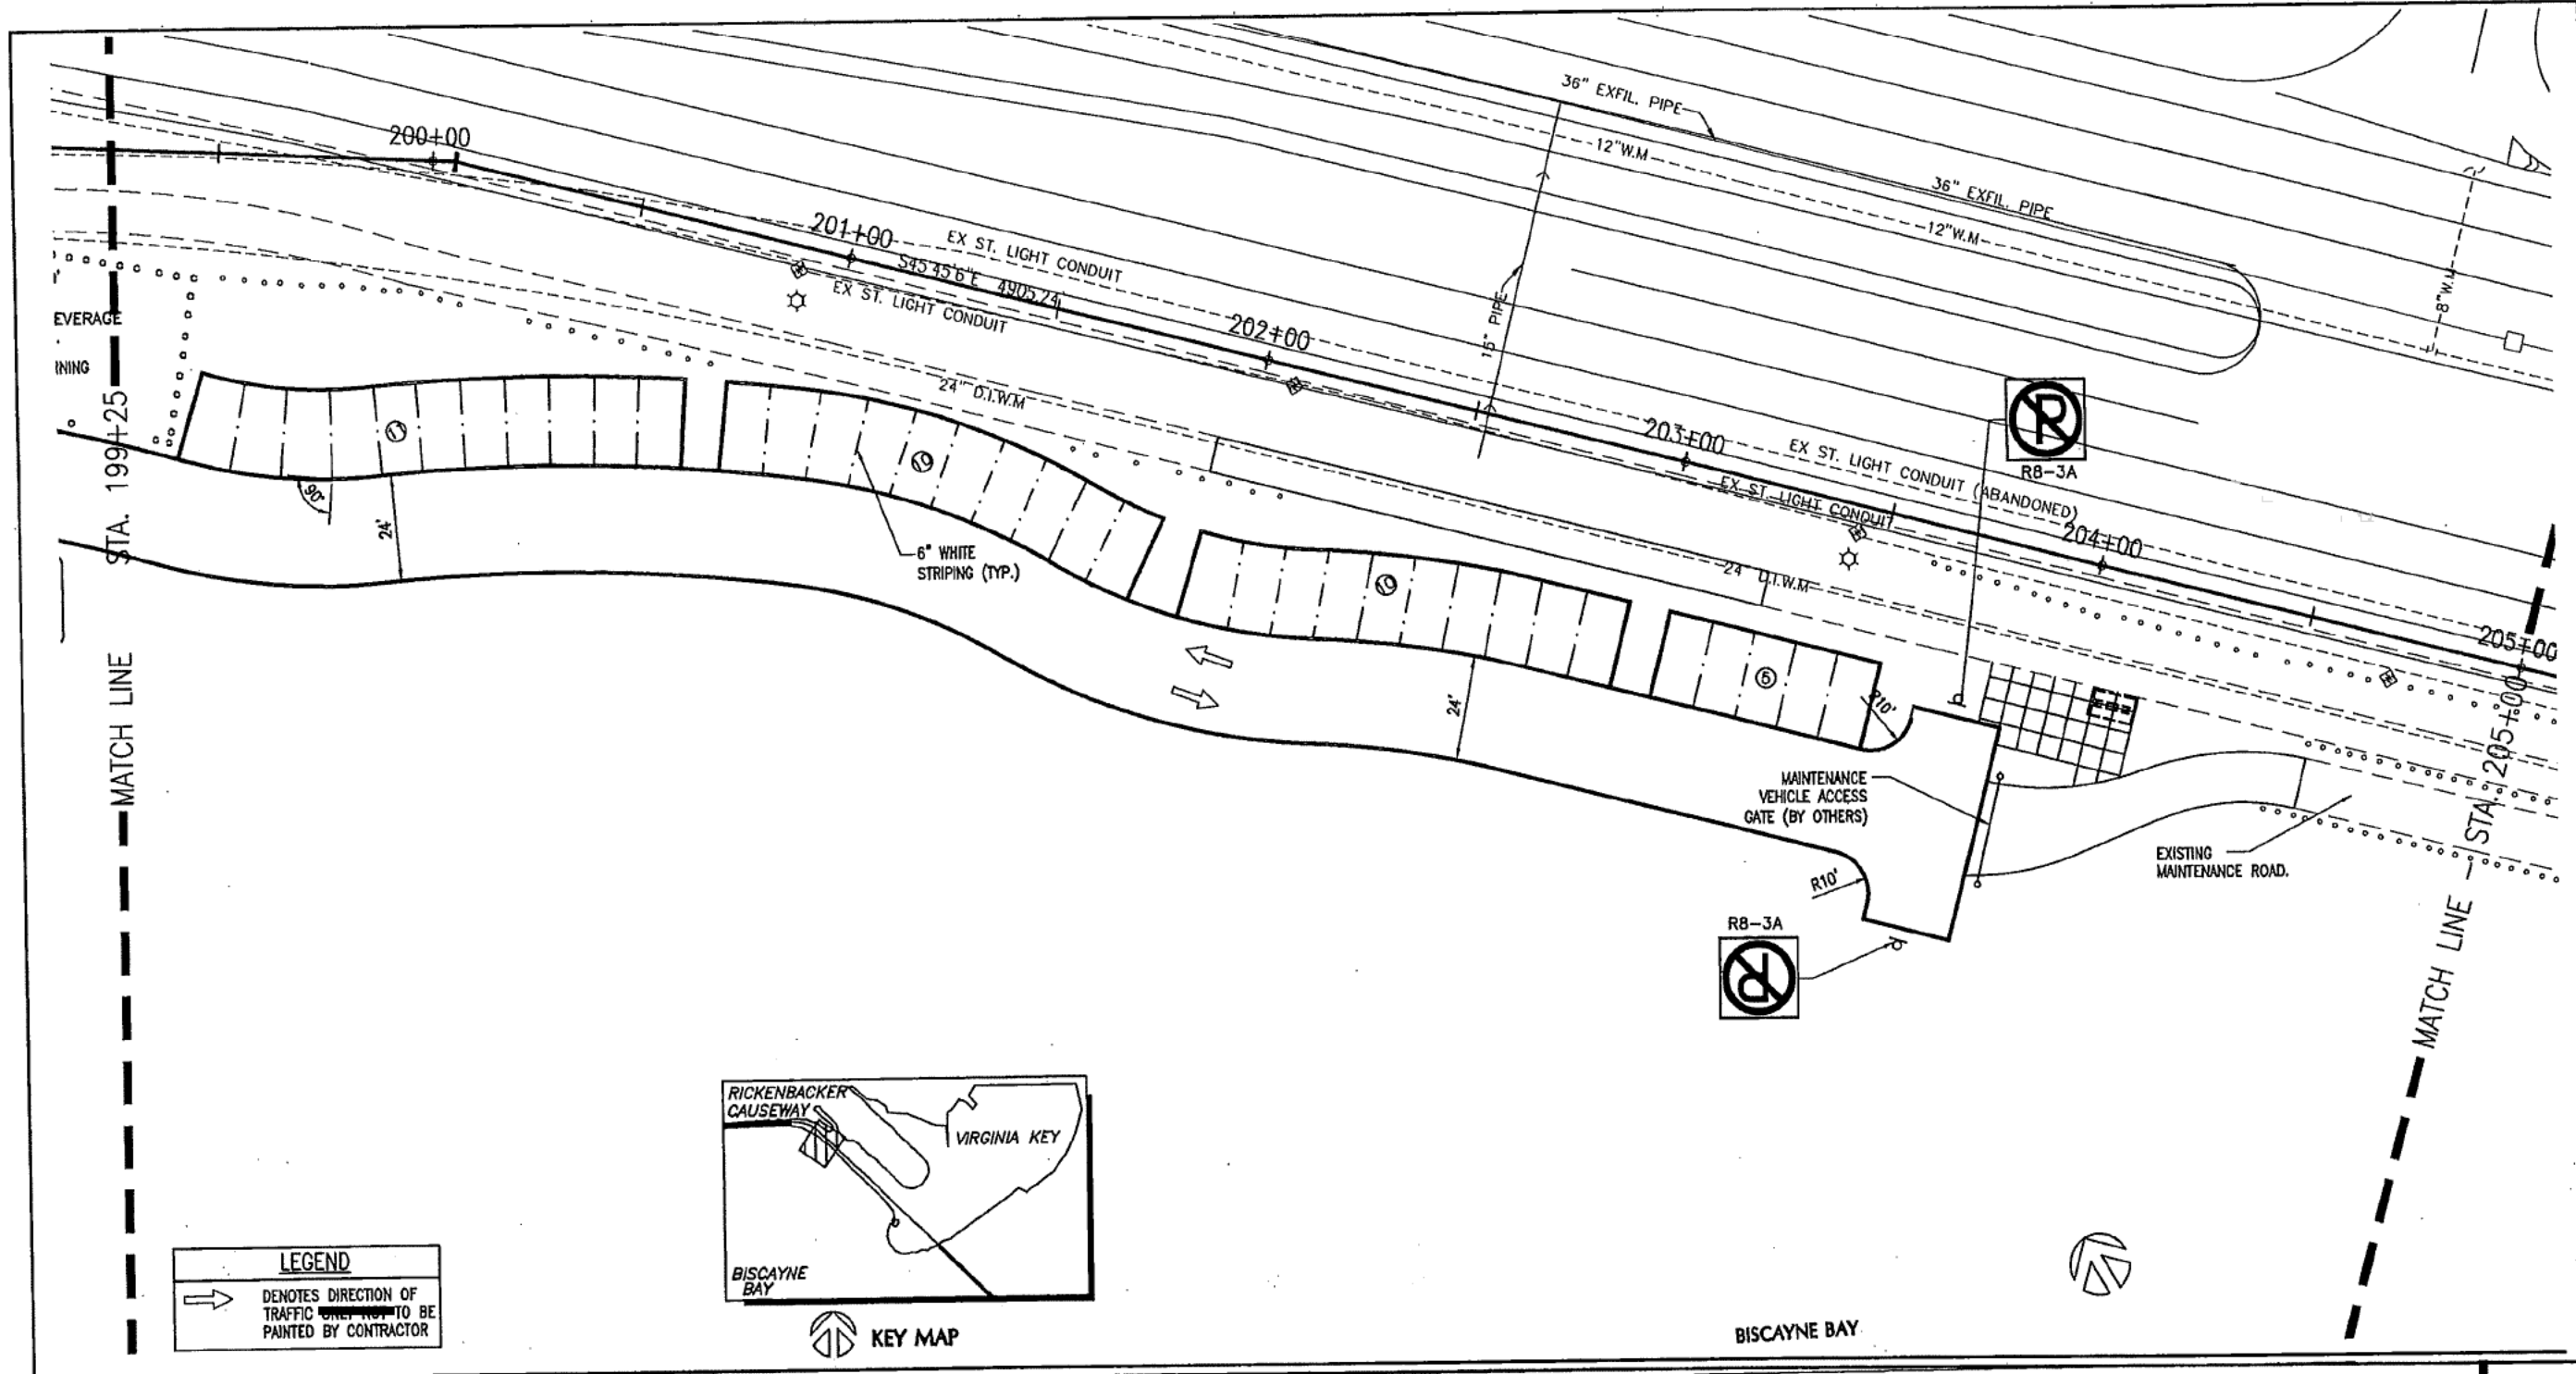 200+00
201+00
202+00
203+00
204+00
205+00
36" EXFIL. PIPE
12"W.M
36" EXFIL. PIPE
12"W.M
8"W.M
15" PIPE
EX ST. LIGHT CONDUIT
S45°45'6"E 4905.24'
EX ST. LIGHT CONDUIT
EX ST. LIGHT CONDUIT (ABANDONED)
EX ST. LIGHT CONDUIT
24" D.I.W.M
24" D.I.W.M
EVERAGE
INING
MATCH LINE STA. 199+25
11
10
10
5
90°
24'
24'
6" WHITE
STRIPING (TYP.)
P
R8-3A
R10'
MAINTENANCE
VEHICLE ACCESS
GATE (BY OTHERS)
R10'
R8-3A
P
EXISTING
MAINTENANCE ROAD.
MATCH LINE - STA. 205+00
RICKENBACKER
CAUSEWAY
VIRGINIA KEY
BISCAYNE
BAY
KEY MAP
LEGEND
DENOTES DIRECTION OF
TRAFFIC TO BE
PAINTED BY CONTRACTOR
BISCAYNE BAY